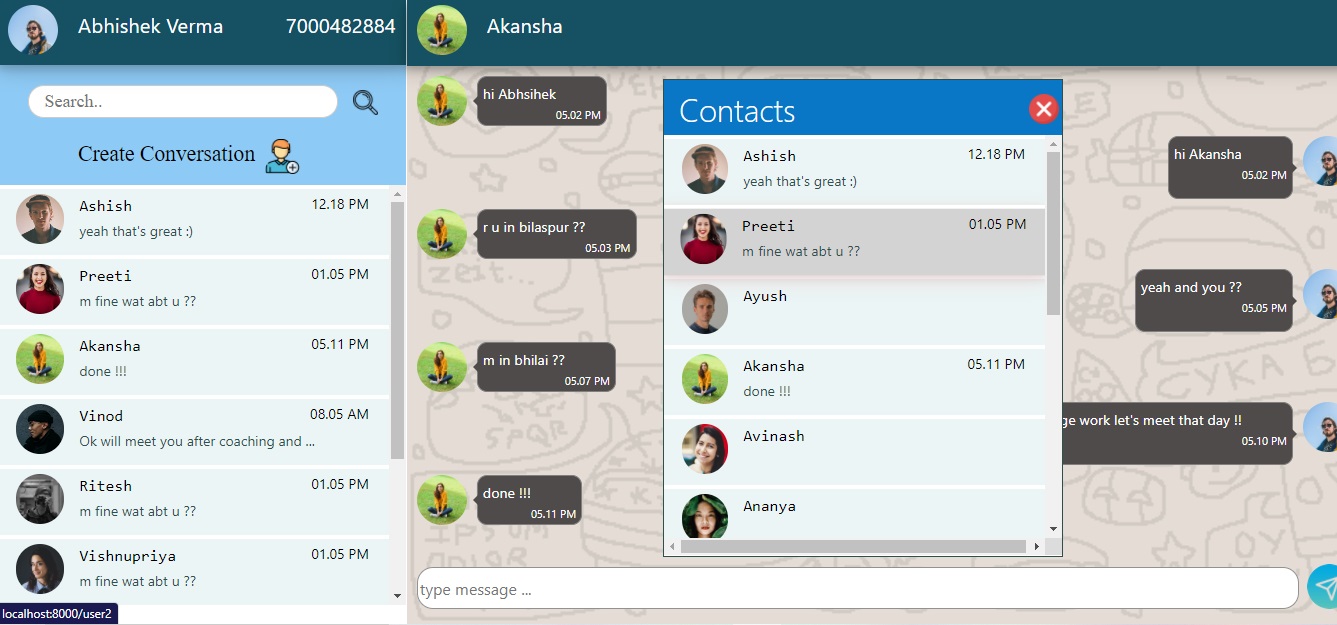 Abhishek Verma 7000482884
Search..
Create Conversation
Ashish 12.18 PM
yeah that's great :)
Preeti 01.05 PM
m fine wat abt u ??
Akansha 05.11 PM
done !!!
Vinod 08.05 AM
Ok will meet you after coaching and ...
Ritesh 01.05 PM
m fine wat abt u ??
Vishnupriya 01.05 PM
m fine wat abt u ??
localhost:8000/user2
Akansha
hi Abhsihek
05.02 PM
hi Akansha
05.02 PM
r u in bilaspur ??
05.03 PM
yeah and you ??
05.05 PM
m in bhilai ??
05.07 PM
ge work let's meet that day !!
05.10 PM
done !!!
05.11 PM
type message ...
Contacts
Ashish 12.18 PM
yeah that's great :)
Preeti 01.05 PM
m fine wat abt u ??
Ayush
Akansha 05.11 PM
done !!!
Avinash
Ananya
zeit...
SPQR
СУКА Б